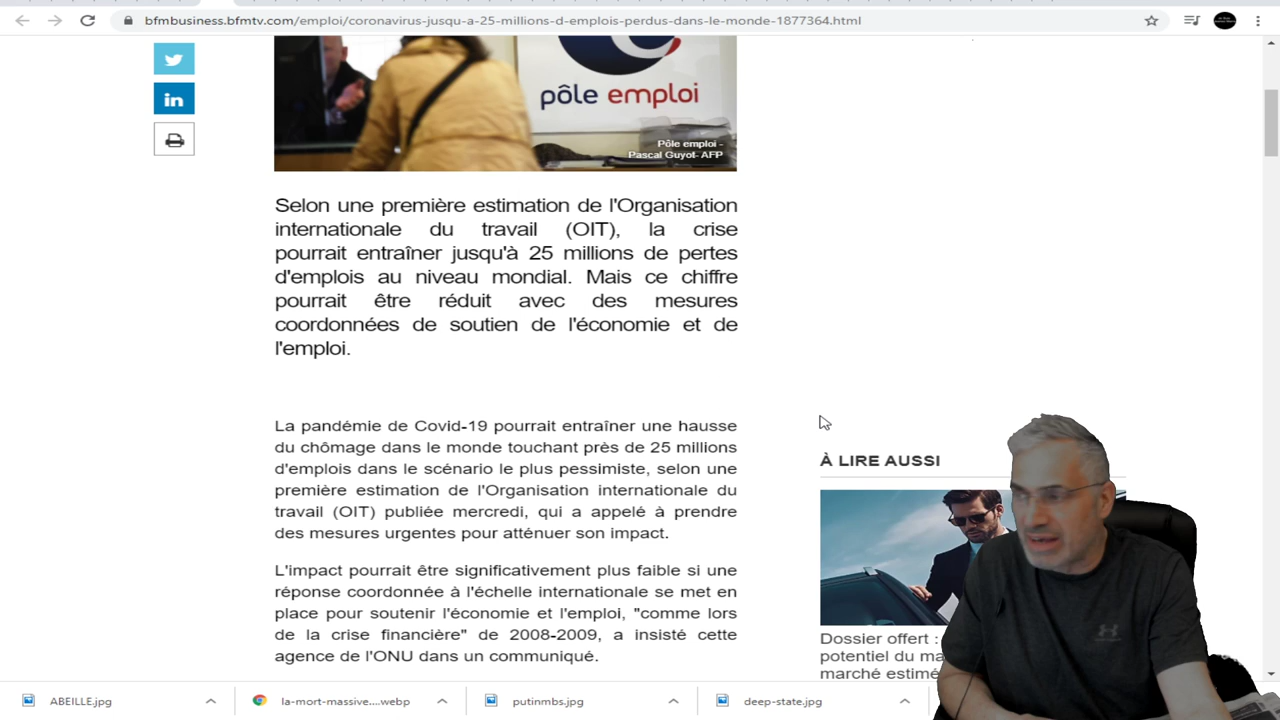 bfmbusiness.bfmtv.com/emploi/coronavirus-jusqu-a-25-millions-d-emplois-perdus-dans-le-monde-1877364.html
pôle emploi
Pôle emploi -
Pascal Guyot- AFP
Selon une première estimation de l'Organisation
internationale du travail (OIT), la crise
pourrait entraîner jusqu'à 25 millions de pertes
d'emplois au niveau mondial. Mais ce chiffre
pourrait être réduit avec des mesures
coordonnées de soutien de l'économie et de
l'emploi.
La pandémie de Covid-19 pourrait entraîner une hausse
du chômage dans le monde touchant près de 25 millions
d'emplois dans le scénario le plus pessimiste, selon une
première estimation de l'Organisation internationale du
travail (OIT) publiée mercredi, qui a appelé à prendre
des mesures urgentes pour atténuer son impact.
L'impact pourrait être significativement plus faible si une
réponse coordonnée à l'échelle internationale se met en
place pour soutenir l'économie et l'emploi, "comme lors
de la crise financière" de 2008-2009, a insisté cette
agence de l'ONU dans un communiqué.
À LIRE AUSSI
Dossier offert :
potentiel du
marché
ABEILLE.jpg
la-mort-massive....webp
putinmbs.jpg
deep-state.jpg